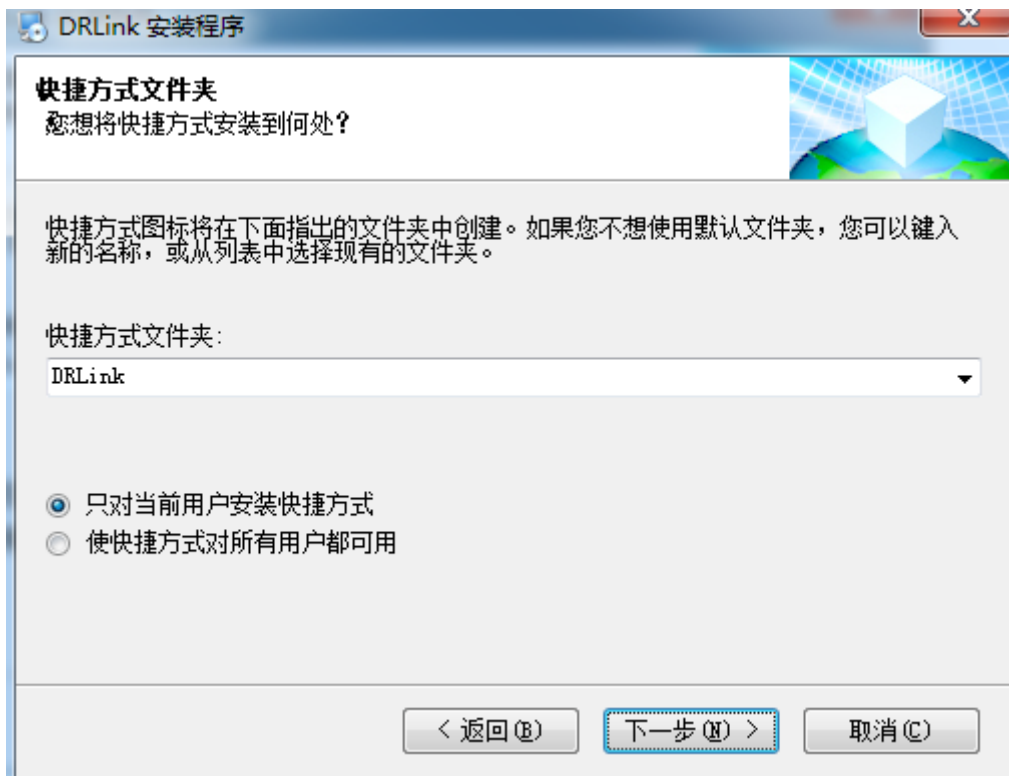 DRLink 安装程序
快捷方式文件夹
您想将快捷方式安装到何处?
快捷方式图标将在下面指出的文件夹中创建。如果您不想使用默认文件夹，您可以键入
新的名称，或从列表中选择现有的文件夹。
快捷方式文件夹:
DRLink
只对当前用户安装快捷方式
使快捷方式对所有用户都可用
< 返回(B)
下一步(N) >
取消(C)